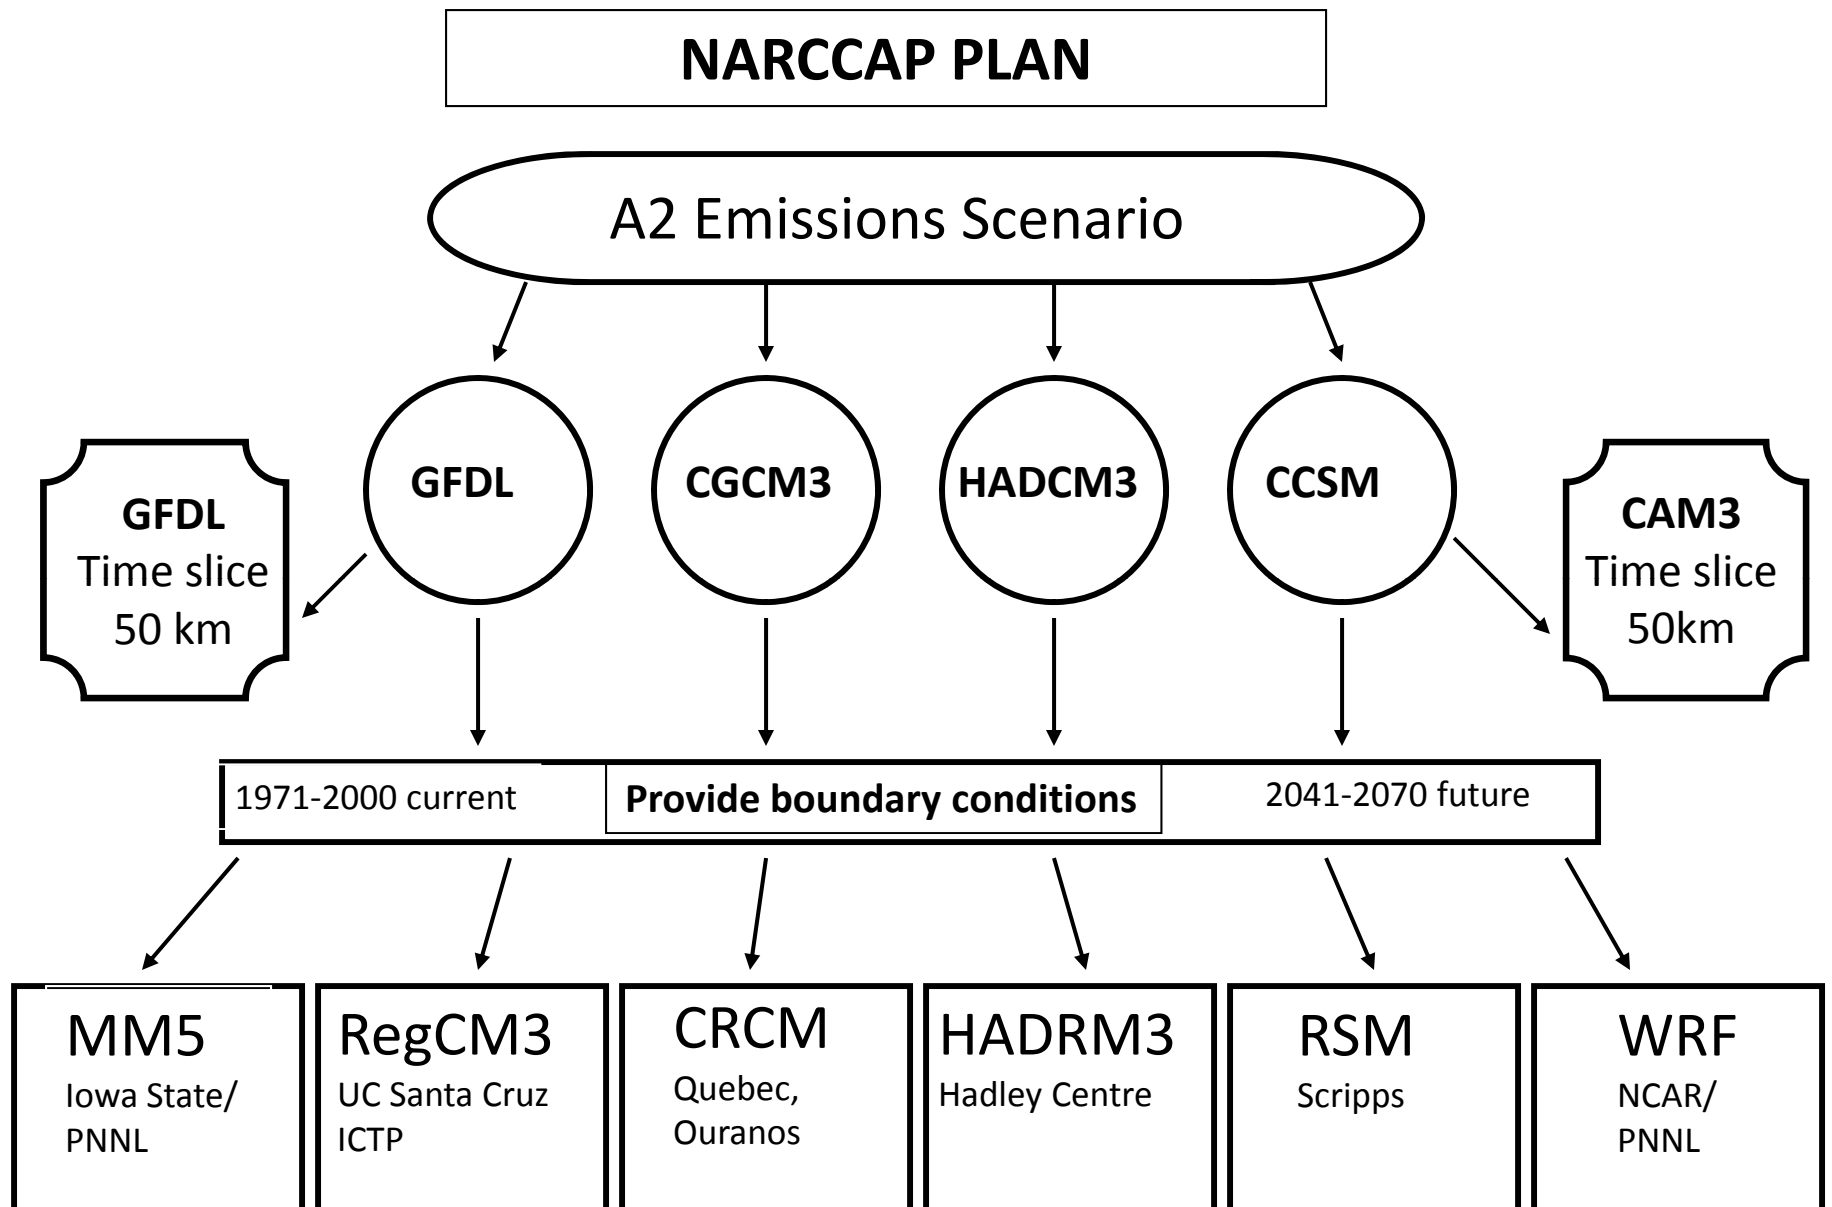 NARCCAP PLAN
A2 Emissions Scenario
GFDL
CGCM3
HADCM3
CCSM
GFDL
Time slice
50 km
CAM3
Time slice
50km
1971-2000 current
Provide boundary conditions
2041-2070 future
MM5
Iowa State/
PNNL
RegCM3
UC Santa Cruz
ICTP
CRCM
Quebec,
Ouranos
HADRM3
Hadley Centre
RSM
Scripps
WRF
NCAR/
PNNL